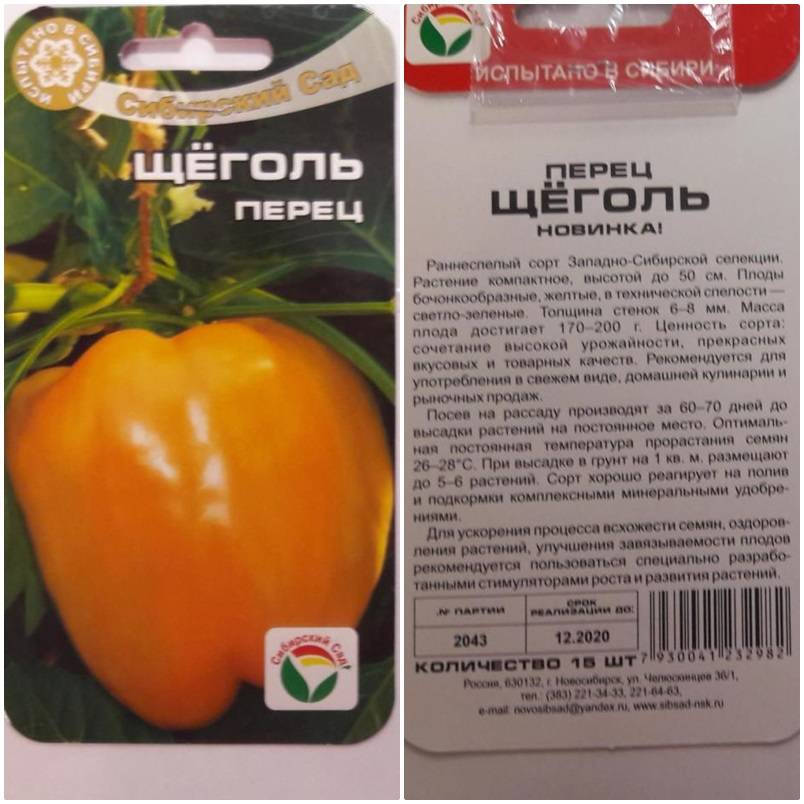 ИСПЫТАНО В СИБИРИ
Сибирский Сад
ЩЁГОЛЬ
ПЕРЕЦ
Сибирский Сад
Сибирский Сад
ИСПЫТАНО В СИБИРИ
ПЕРЕЦ
ЩЁГОЛЬ
НОВИНКА!
Раннеспелый сорт Западно-Сибирской селекции.
Растение компактное, высотой до 50 см. Плоды
бочонкообразные, желтые, в технической спелости —
светло-зеленые. Толщина стенок 6–8 мм. Масса
плода достигает 170–200 г. Ценность сорта:
сочетание высокой урожайности, прекрасных
вкусовых и товарных качеств. Рекомендуется для
употребления в свежем виде, домашней кулинарии и
рыночных продаж.
Посев на рассаду производят за 60–70 дней до
высадки растений на постоянное место. Оптималь-
ная постоянная температура прорастания семян
26–28°С. При высадке в грунт на 1 кв. м. размещают
до 5–6 растений. Сорт хорошо реагирует на полив
и подкормки комплексными минеральными удобре-
ниями.
Для ускорения процесса всхожести семян, оздоров-
ления растений, улучшения завязываемости плодов
рекомендуется пользоваться специально разрабо-
танными стимуляторами роста и развития растений.
№ ПАРТИИ
СРОК
РЕАЛИЗАЦИИ ДО:
2043
12.2020
КОЛИЧЕСТВО 15 ШТ
7 930041 232982
Россия, 630132, г. Новосибирск, ул. Челюскинцев 36/1,
тел.: (383) 221-34-33, 221-64-63,
e-mail: novosibsad@yandex.ru, www.sibsad-nsk.ru